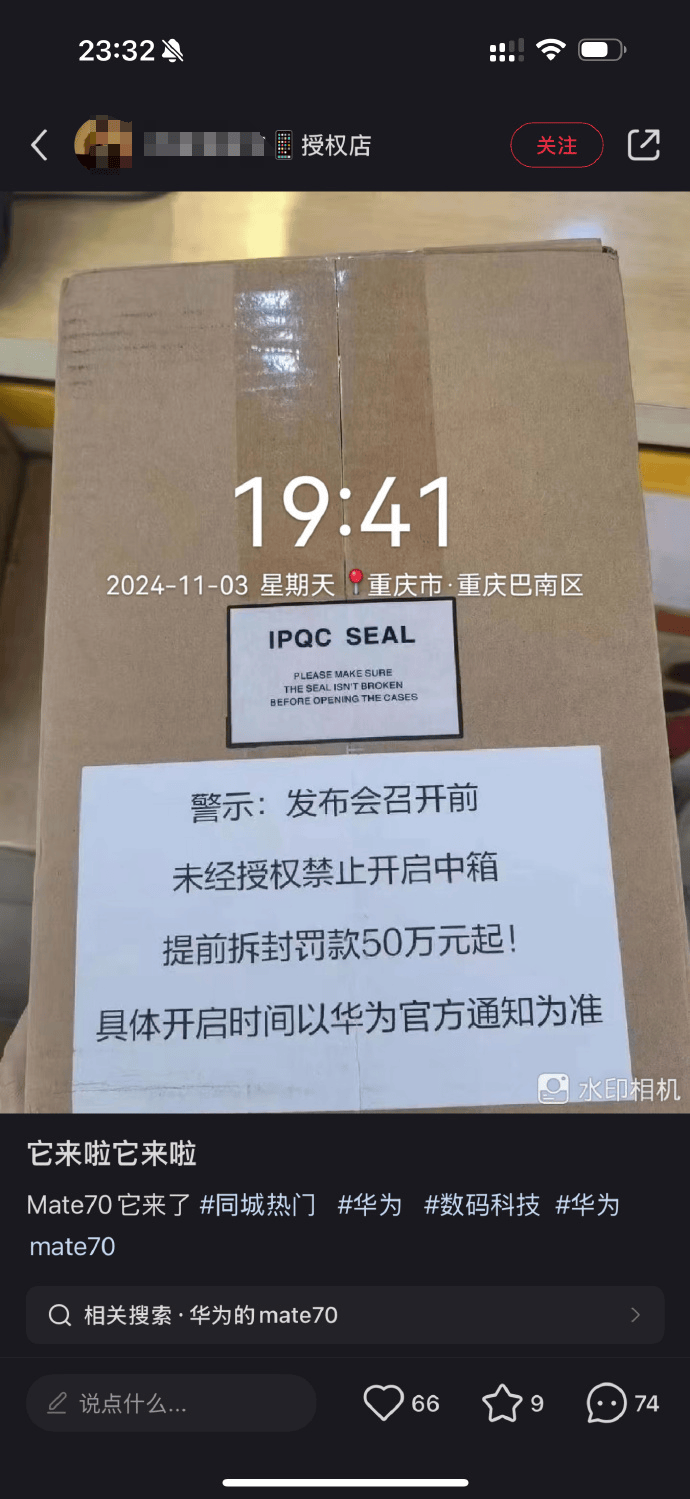 23:32
授权店
关注
19:41
2024-11-03 星期天 重庆市·重庆巴南区
IPQC SEAL
PLEASE MAKE SURE
THE SEAL ISN'T BROKEN
BEFORE OPENING THE CASES
警示：发布会召开前
未经授权禁止开启中箱
提前拆封罚款50万元起！
具体开启时间以华为官方通知为准
水印相机
它来啦它来啦
Mate70它来了 #同城热门 #华为 #数码科技 #华为
mate70
相关搜索·华为的mate70
说点什么...
66
9
74